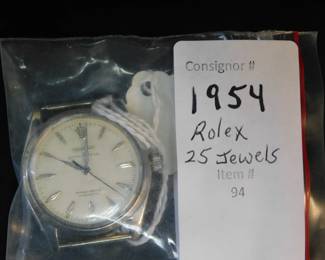 Consignor #
1954
Rolex
25 Jewels
Item #
94